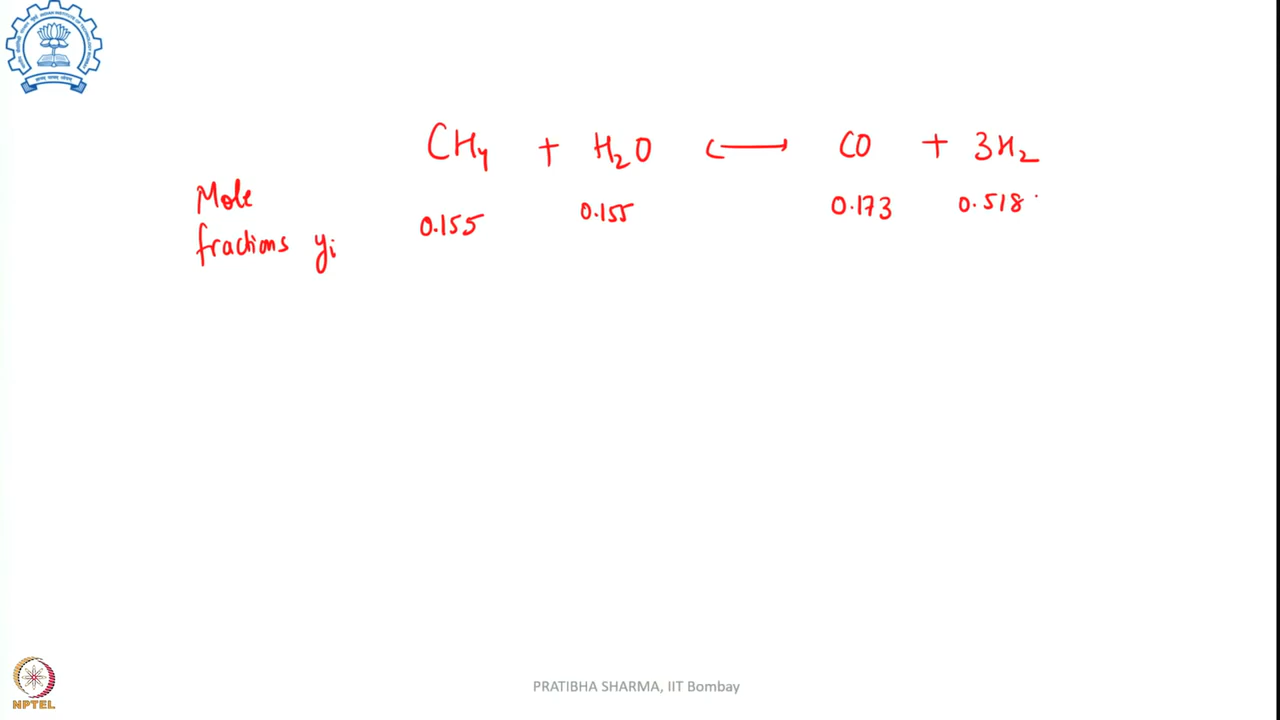 CH4 + H2O ⟷ CO + 3H2
Mole
fractions yi 0.155 0.155 0.173 0.518
NPTEL
PRATIBHA SHARMA, IIT Bombay